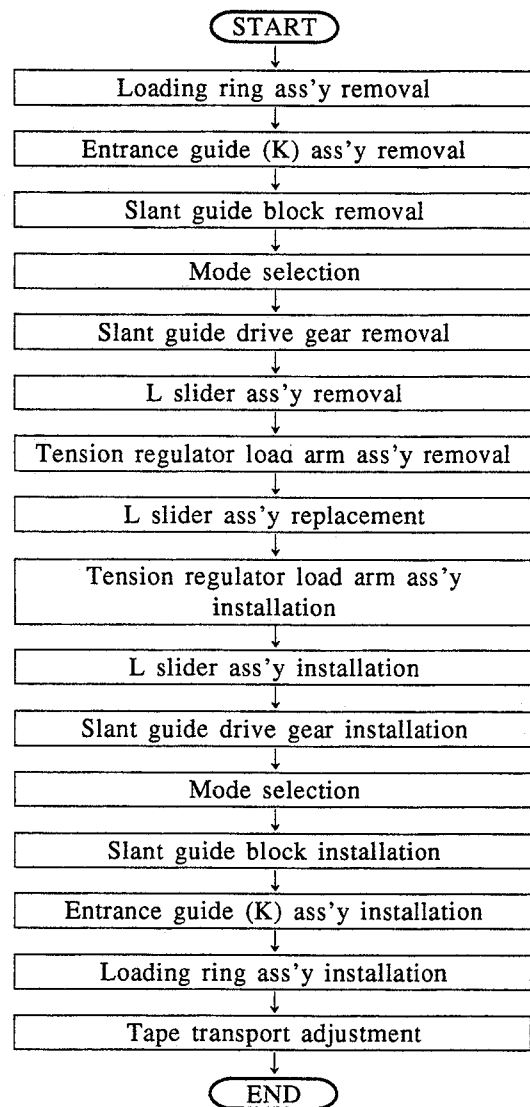 START
Loading ring ass'y removal
Entrance guide (K) ass'y removal
Slant guide block removal
Mode selection
Slant guide drive gear removal
L slider ass'y removal
Tension regulator load arm ass'y removal
L slider ass'y replacement
Tension regulator load arm ass'y
installation
L slider ass'y installation
Slant guide drive gear installation
Mode selection
Slant guide block installation
Entrance guide (K) ass'y installation
Loading ring ass'y installation
Tape transport adjustment
END